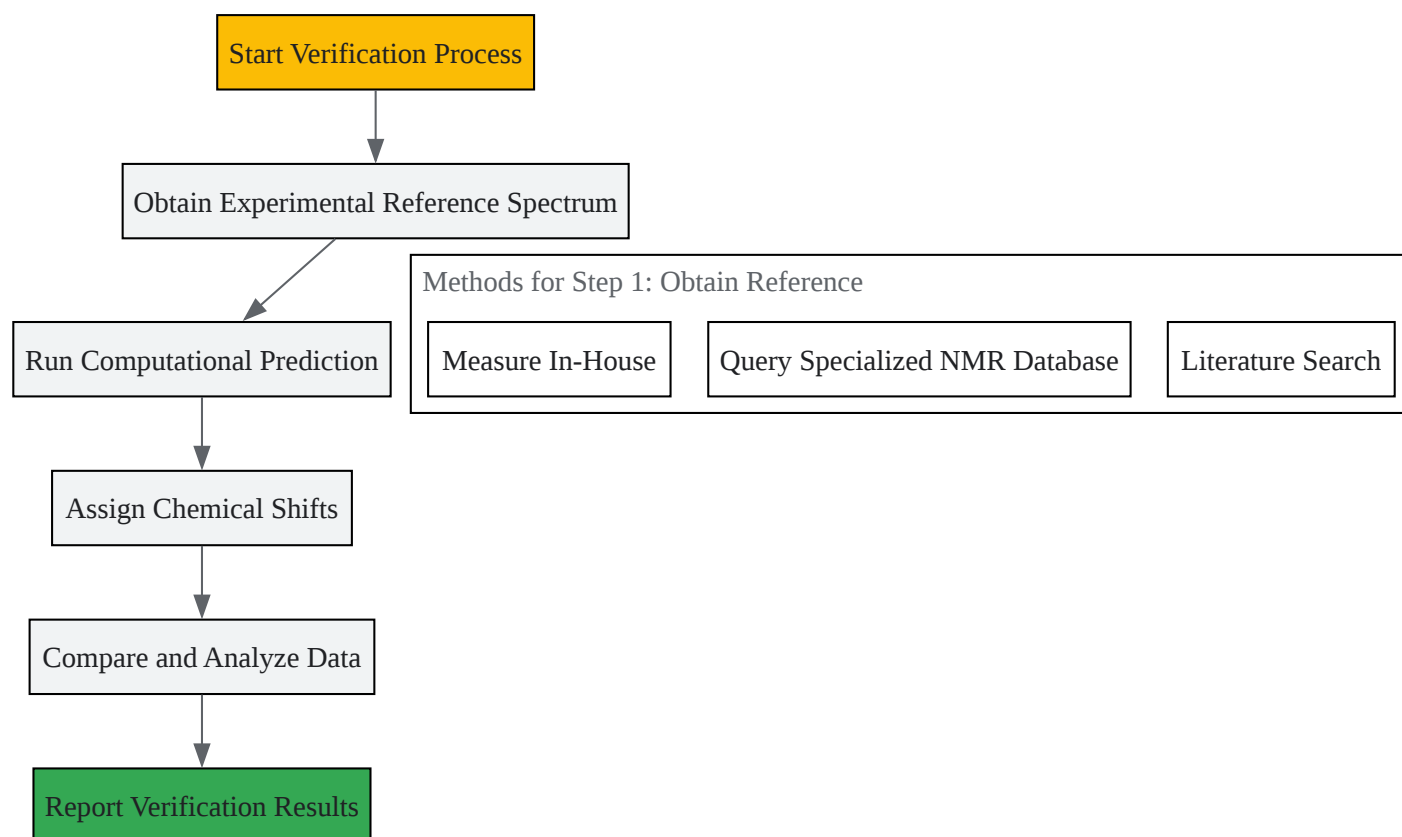 Start Verification Process
Obtain Experimental Reference Spectrum
Methods for Step 1: Obtain Reference
Run Computational Prediction
Measure In-House
Query Specialized NMR Database
Literature Search
Assign Chemical Shifts
Compare and Analyze Data
Report Verification Results